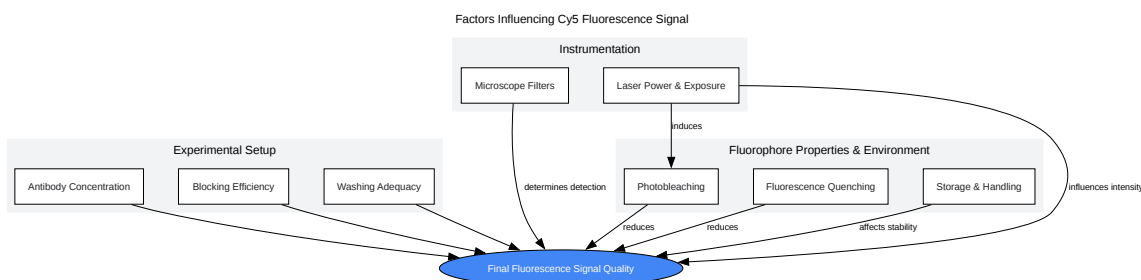 Factors Influencing Cy5 Fluorescence Signal
Instrumentation
Microscope Filters
Laser Power & Exposure
induces
Experimental Setup
Antibody Concentration
Blocking Efficiency
Washing Adequacy
Fluorophore Properties & Environment
Photobleaching
Fluorescence Quenching
Storage & Handling
determines detection
influences intensity
reduces
reduces
affects stability
Final Fluorescence Signal Quality